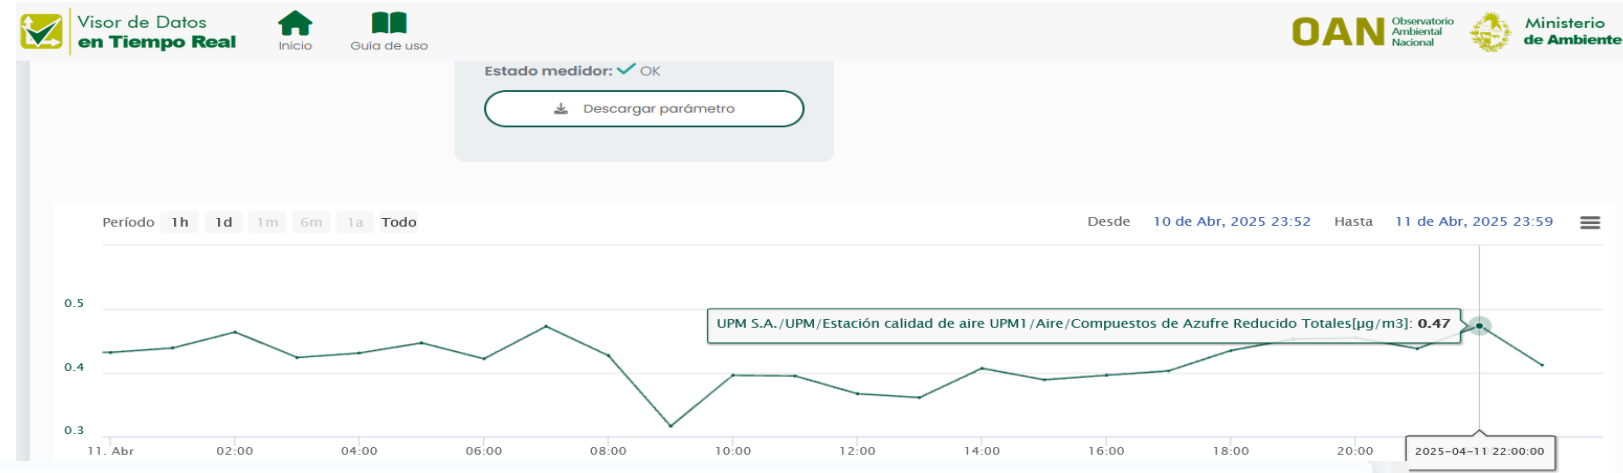 Visor de Datos
en Tiempo Real
Inicio
Guía de uso
OAN Observatorio
Ambiental
Nacional
Ministerio
de Ambiente
Estado medidor: OK
Descargar parámetro
Período 1h 1d 1m 6m 1a Todo
Desde 10 de Abr, 2025 23:52 Hasta 11 de Abr, 2025 23:59
0.5
UPM S.A./UPM/Estación calidad de aire UPM1/Aire/Compuestos de Azufre Reducido Totales[µg/m3]: 0.47
0.4
0.3
11. Abr 02:00 04:00 06:00 08:00 10:00 12:00 14:00 16:00 18:00 20:00
2025-04-11 22:00:00